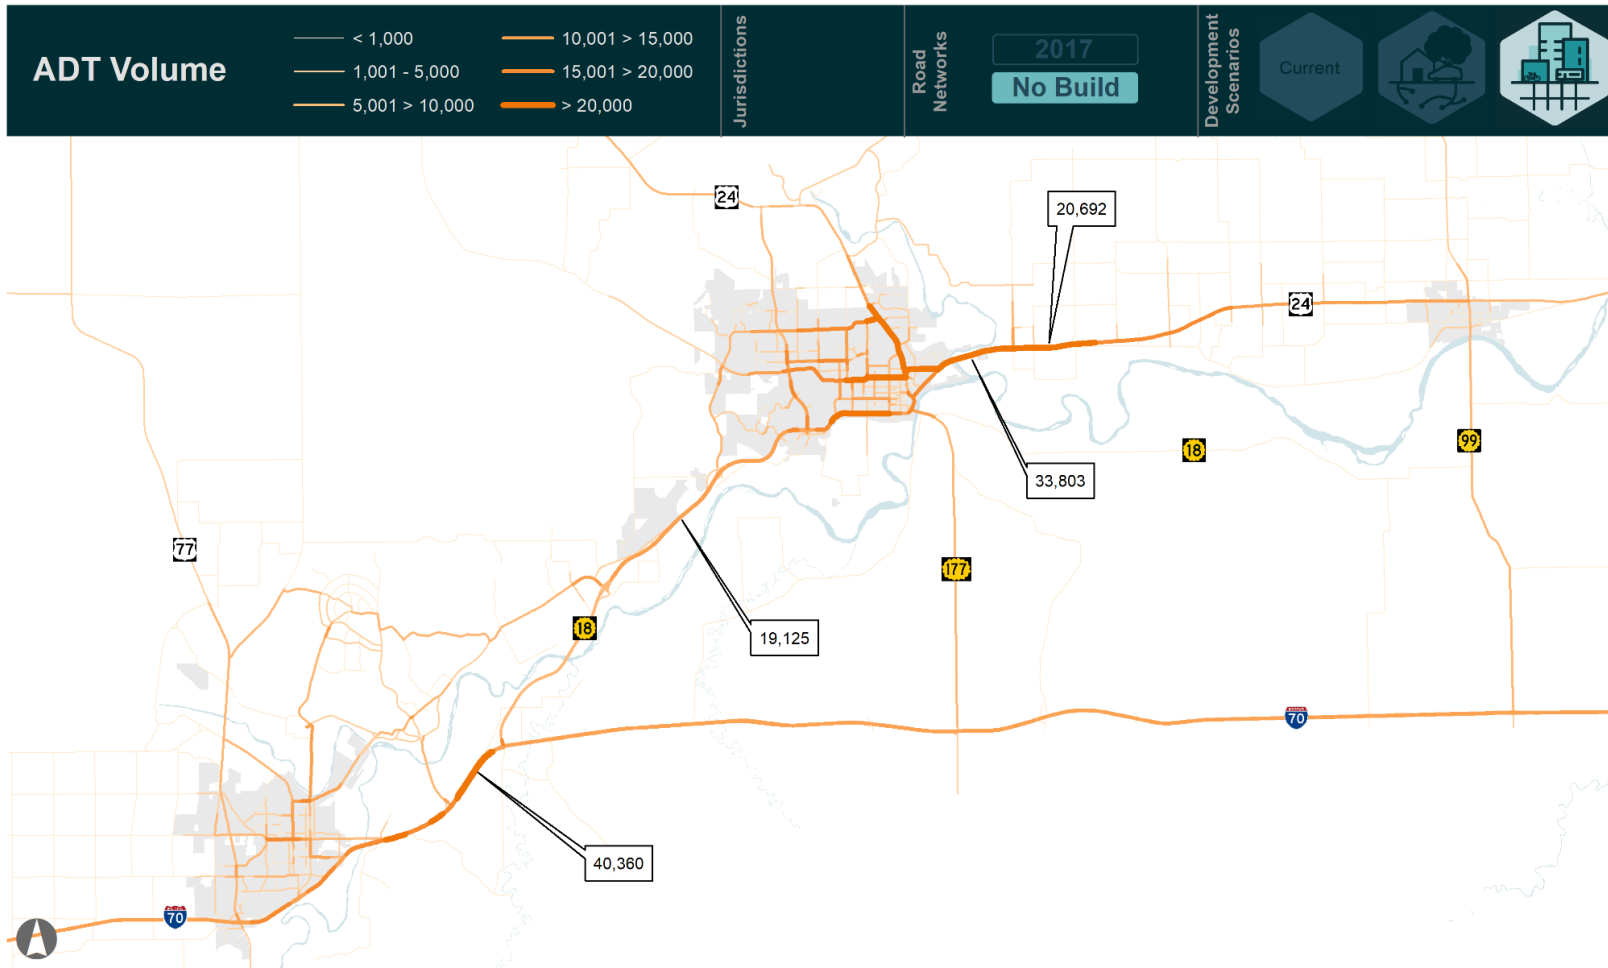 ADT Volume
< 1,000
1,001 - 5,000
5,001 > 10,000
10,001 > 15,000
15,001 > 20,000
> 20,000
Jurisdictions
Road
Networks
2017
No Build
Development
Scenarios
Current
24
20,692
24
33,803
18
99
77
177
18
19,125
70
40,360
70